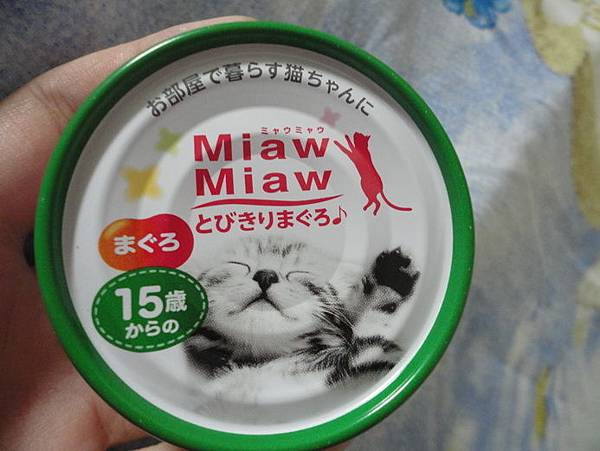 お部屋で暮らす猫ちゃんに
ミャウミャウ
Miaw
Miaw
とびきりまぐろ♪
まぐろ
15歳
からの